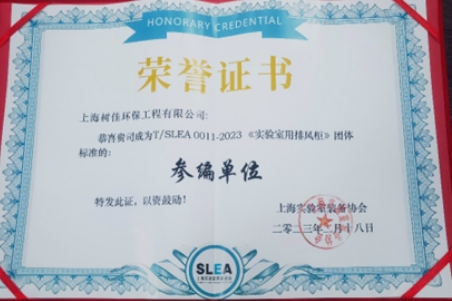 HONORARY CREDENTIAL
荣誉证书
上海树佳环保工程有限公司:
恭喜贵司成为T/SLEA 0011-2023《实验室用排风柜》团体
标准的:
参编单位
特发此证,以资鼓励!
上海实验室装备协会
二〇二三年二月十八日
SLEA